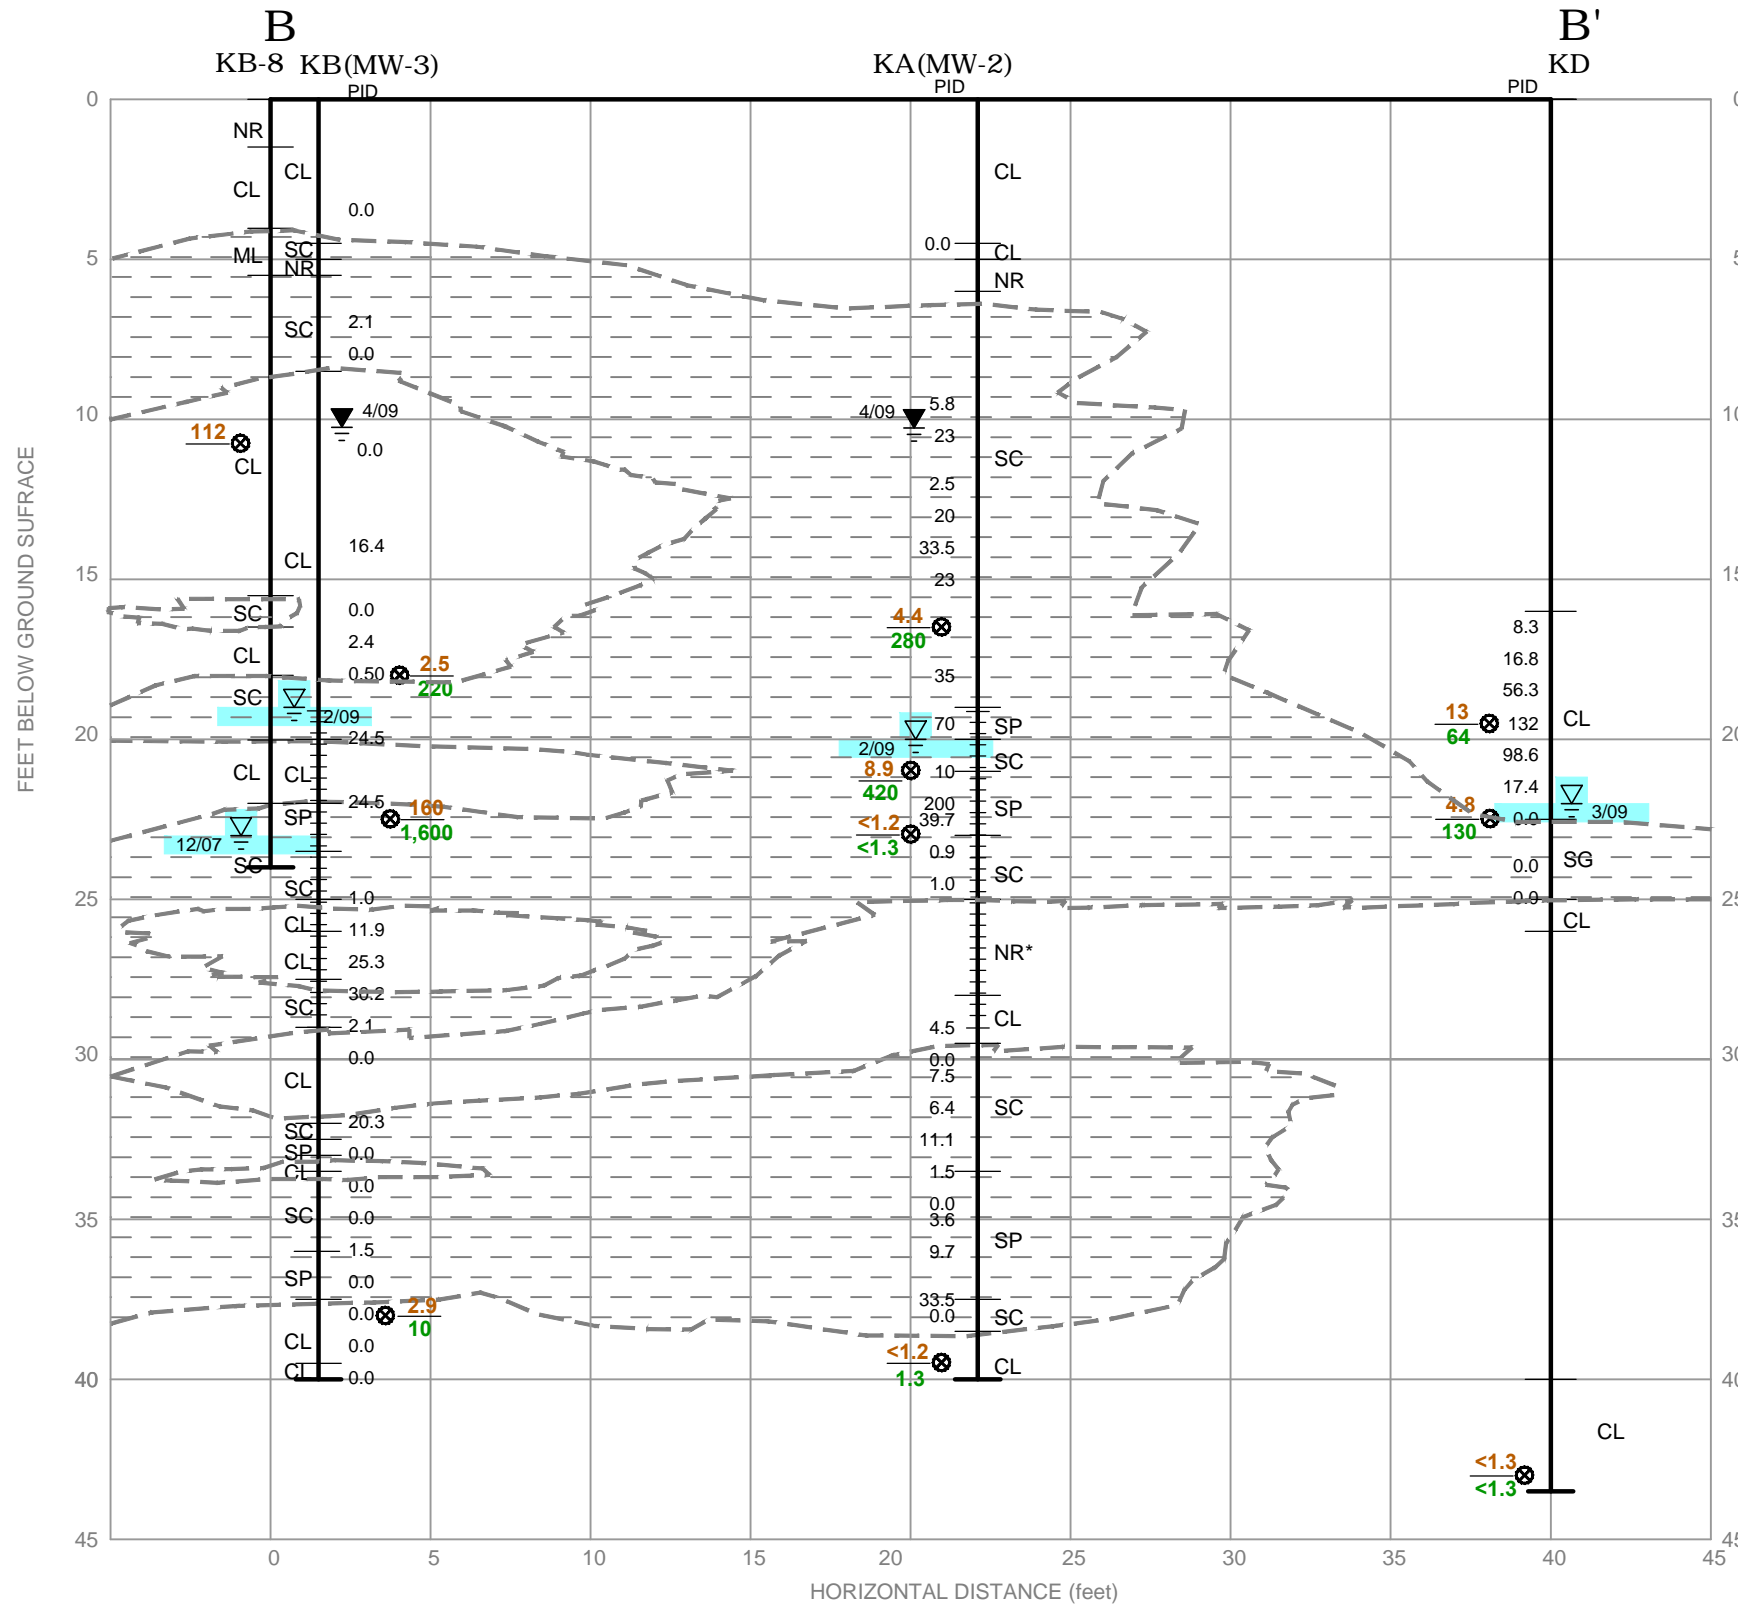 B B'
KB-8 KB(MW-3) KA(MW-2) KD
PID PID PID
0 0
NR
CL CL
CL
0.0
SC 0.0 CL
5 ML NR 5
NR
SC 2.1
0.0
10 4/09 4/09 5.8 10
112 23
0.0
CL SC
2.5
20
16.4 33.5
CL
15 23 15
SC 0.0 4.4 8.3
280
CL 2.4 2.5 16.8
0.50 220 35 56.3
SC 13 132 CL
2/09 70 SP 64
20 24.5 2/09 SC 20
CL CL 8.9 10 98.6
420 17.4
24.5 160 200 SP 4.8 3/09
SP 1,600 <1.2 39.7 130 0.0
12/07 <1.3 0.9
SC SC 1.0 SC 0.0 SG
25 1.0 0.9 25
CL 11.9 CL
CL 25.3 NR*
30.2
SC 2.1 4.5 CL
30 0.0 0.0 30
CL 7.5
20.3 6.4 SC
SC
SP 0.0 11.1
CL 1.5
0.0 0.0
35 SC 0.0 3.6 35
1.5 9.7 SP
SP 0.0
2.9 33.5
0.0 10 0.0 SC
CL 0.0 <1.2
CL 0.0 1.3 CL
40 40
CL
<1.3
<1.3
45 45
0 5 10 15 20 25 30 35 40 45
HORIZONTAL DISTANCE (feet)
FEET BELOW GROUND SUFRACE